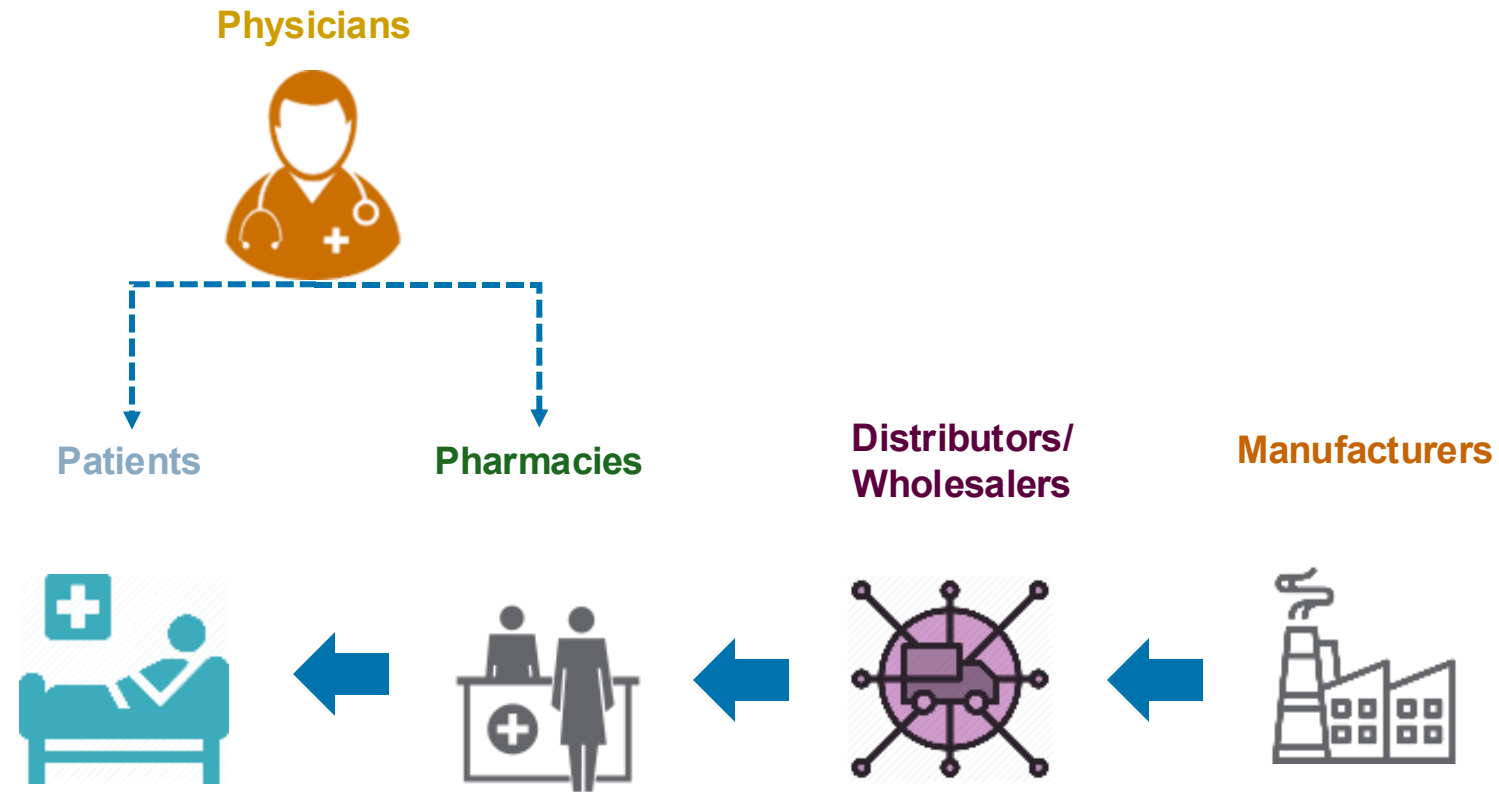 Physicians
Patients
Pharmacies
Distributors/
Wholesalers
Manufacturers